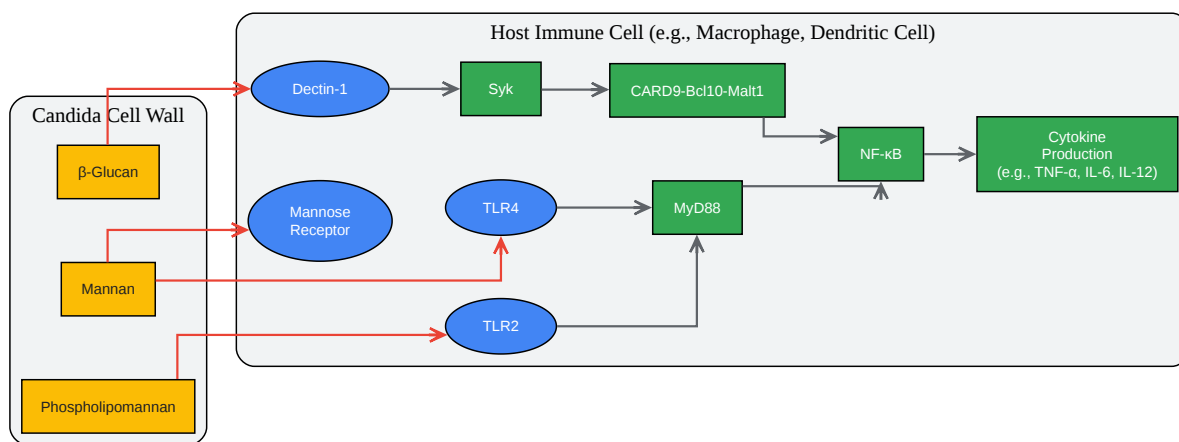 Host Immune Cell (e.g., Macrophage, Dendritic Cell)
Dectin-1
Syk
CARD9-Bcl10-Malt1
Candida Cell Wall
β-Glucan
NF-κB
Cytokine
Production
(e.g., TNF-α, IL-6, IL-12)
Mannose
Receptor
TLR4
MyD88
Mannan
TLR2
Phospholipomannan